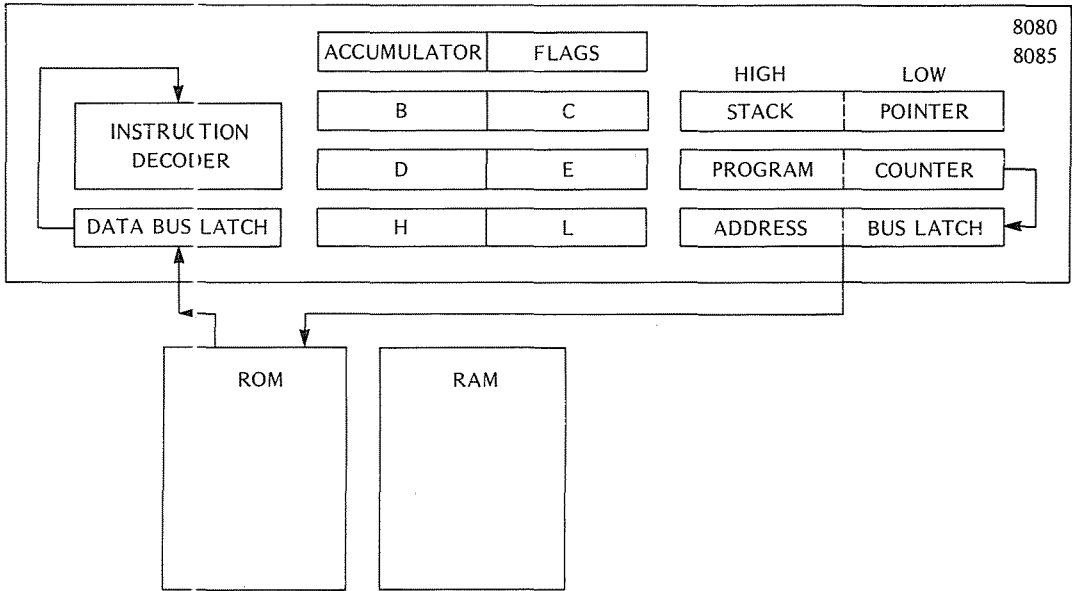 8080
8085
ACCUMULATOR FLAGS
HIGH LOW
INSTRUCTION
DECODER
B C
STACK POINTER
D E
PROGRAM COUNTER
DATA BUS LATCH
H L
ADDRESS BUS LATCH
ROM
RAM